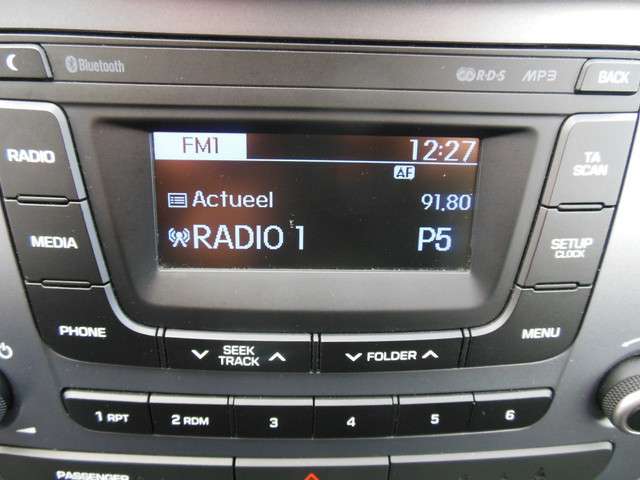 Bluetooth
R·D·S MP3 BACK
FM1 12:27
AF
RADIO
TA
SCAN
Actueel 91.80
RADIO 1 P5
MEDIA
SETUP
CLOCK
PHONE
SEEK
TRACK
FOLDER
MENU
1 RPT 2 RDM 3 4 5 6
PASSENGER